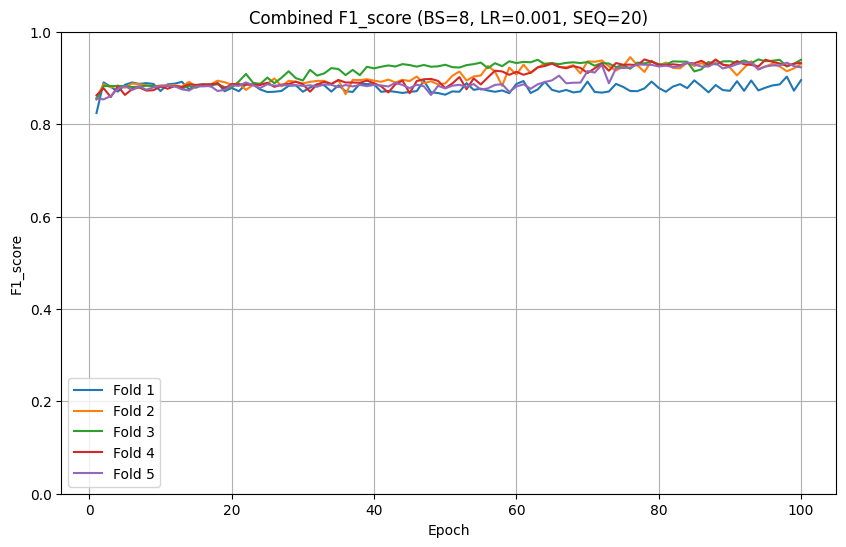 Combined F1_score (BS=8, LR=0.001, SEQ=20)
1.0
0.8
0.6
0.4
0.2
0.0
F1_score
Fold 1
Fold 2
Fold 3
Fold 4
Fold 5
0 20 40 60 80 100
Epoch